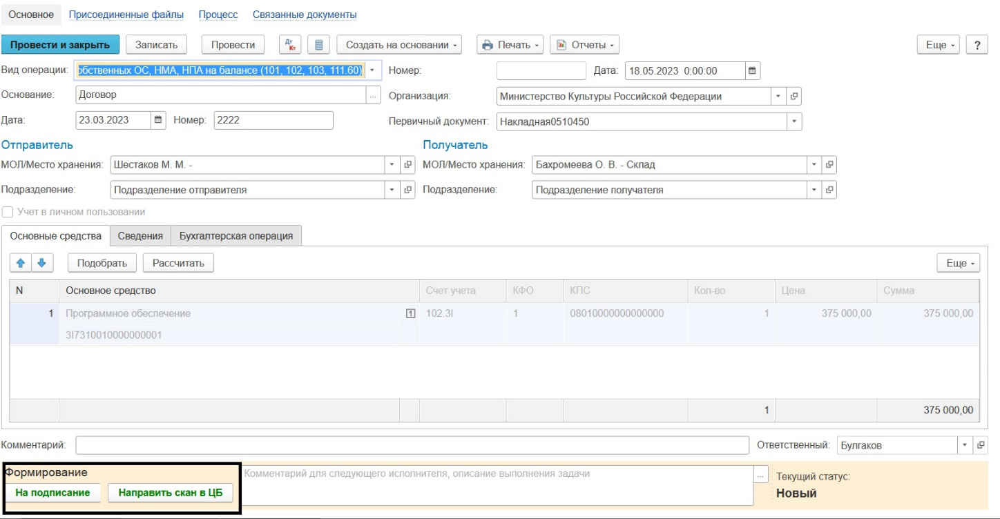 Основное Присоединенные файлы Процесс Связанные документы
Провести и закрыть Записать Провести Дт Кт Создать на основании Печать Отчеты Еще ?
Вид операции: обственных ОС, НМА, НПА на балансе (101, 102, 103, 111.60) Номер: Дата: 18.05.2023 0:00:00
Основание: Договор ... Организация: Министерство Культуры Российской Федерации
Дата: 23.03.2023 Номер: 2222 Первичный документ: Накладная0510450
Отправитель Получатель
МОЛ/Место хранения: Шестаков М. М. - МОЛ/Место хранения: Бахромеева О. В. - Склад
Подразделение: Подразделение отправителя Подразделение: Подразделение получателя
Учет в личном пользовании
Основные средства Сведения Бухгалтерская операция
Подобрать Рассчитать Еще
N Основное средство Счет учета КФО КПС Кол-во Цена Сумма
1 Программное обеспечение 1 102.3I 1 08010000000000000 1 375 000,00 375 000,00
3I7310010000000001
1 375 000,00
Комментарий: Ответственный: Булгаков
Формирование Комментарий для следующего исполнителя, описание выполнения задачи ... Текущий статус:
На подписание Направить скан в ЦБ Новый